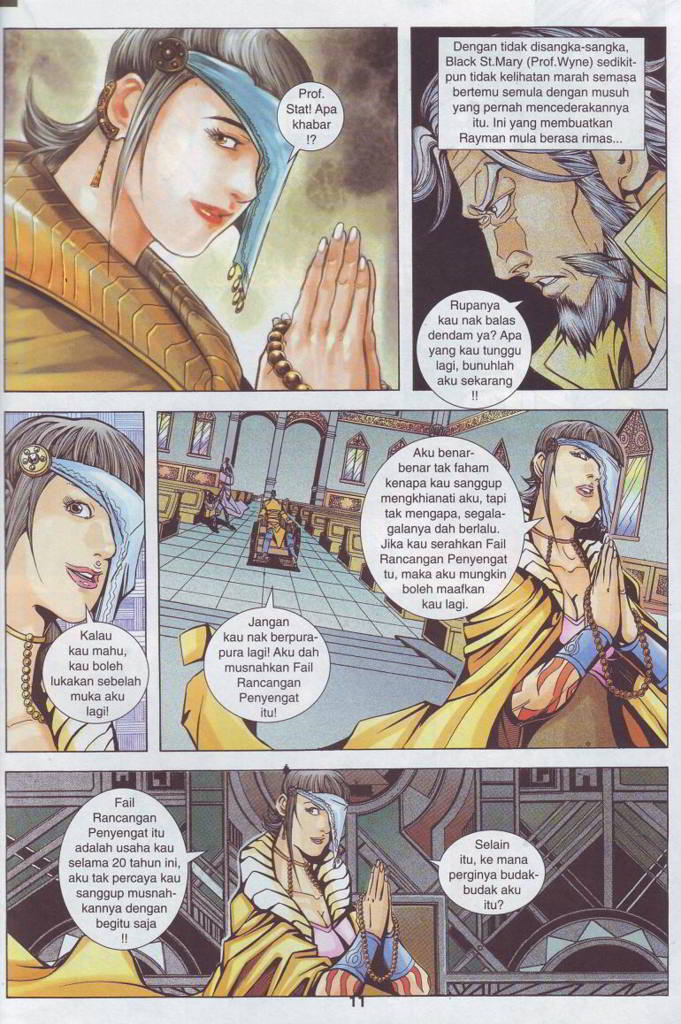 Prof.
Stat! Apa
khabar
!?
Dengan tidak disangka-sangka,
Black St.Mary (Prof.Wyne) sedikit-
pun tidak kelihatan marah semasa
bertemu semula dengan musuh
yang pernah mencederakannya
itu. Ini yang membuatkan
Rayman mula berasa rimas...
Rupanya
kau nak balas
dendam ya? Apa
yang kau tunggu
lagi, bunuhlah
aku sekarang
!!
Kalau
kau mahu,
kau boleh
lukakan sebelah
muka aku
lagi!
Aku benar-
benar tak faham
kenapa kau sanggup
mengkhianati aku, tapi
tak mengapa, segala-
galanya dah berlalu.
Jika kau serahkan Fail
Rancangan Penyengat
tu, maka aku mungkin
boleh maafkan
kau lagi.
Jangan
kau nak berpura-
pura lagi! Aku dah
musnahkan Fail
Rancangan
Penyengat
itu!
Fail
Rancangan
Penyengat itu
adalah usaha kau
selama 20 tahun ini,
aku tak percaya kau
sanggup musnah-
kannya dengan
begitu saja
!!
Selain
itu, ke mana
perginya budak-
budak aku
itu?
11